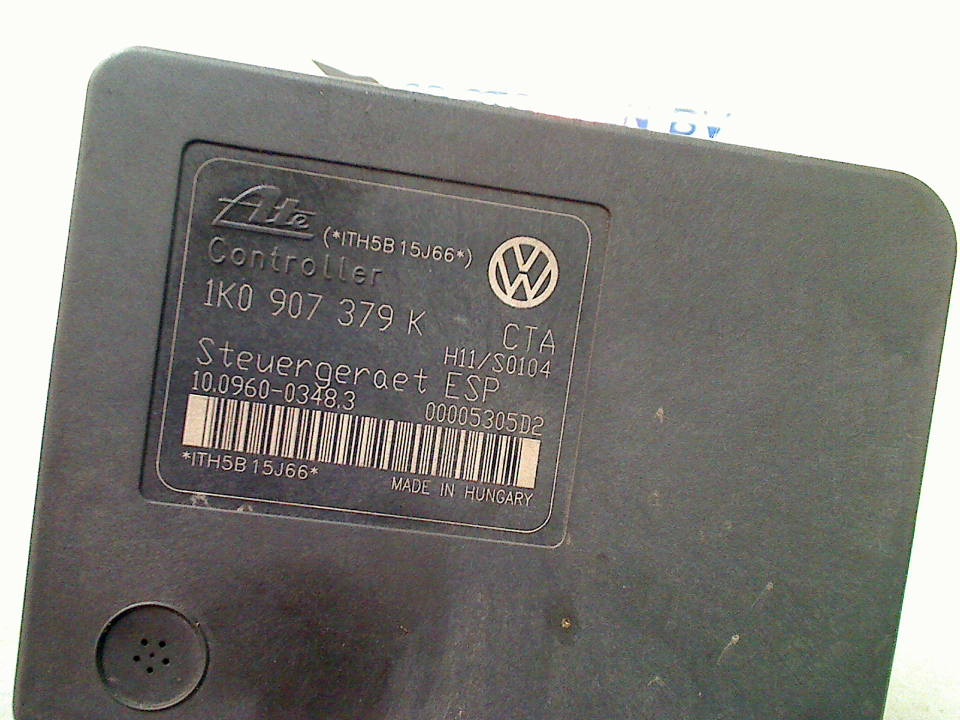 N BV
Ate
(*ITH5B15J66*)
Controller
1K0 907 379 K
CTA
H11/S0104
Steuergeraet ESP
10.0960-0348.3 00005305D2
*ITH5B15J66*
MADE IN HUNGARY